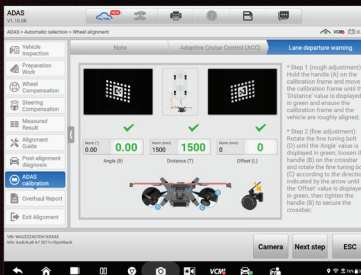 ADAS
V1.10.08
ADAS > Automatic selection > Wheel alignment
Note
Adaptive Cruise Control (ACC)
Lane departure warning
Vehicle
Inspection
Preparation
Work
Wheel
Compensation
Steering
Compensation
Measured
Result
Alignment
Guide
Post-alignment
diagnosis
ADAS
calibration
Overhaul Report
Exit Alignment
Norm (°)
0.00
0.00
Angle (B)
Norm (mm)
1500
1500
Distance (T)
Norm (mm)
0
0
Offset (L)
* Step 1 (rough adjustment):
Hold the handle (A) on the
calibration frame and move
the calibration frame until the
'Distance' value is displayed
in green and ensure the
calibration frame and the
vehicle are roughly aligned;
* Step 2 (fine adjustment):
Rotate the fine tuning bolt
(D) until the 'Angle' value is
displayed in green; loosen the
handle (B) on the crossbar
and rotate the fine tuning bolt
(C) according to the direction
indicated by the arrow until
the 'Offset' value is displayed
in green, then tighten the
handle (B) to secure the
crossbar;
Camera
Next step
ESC
VCMI